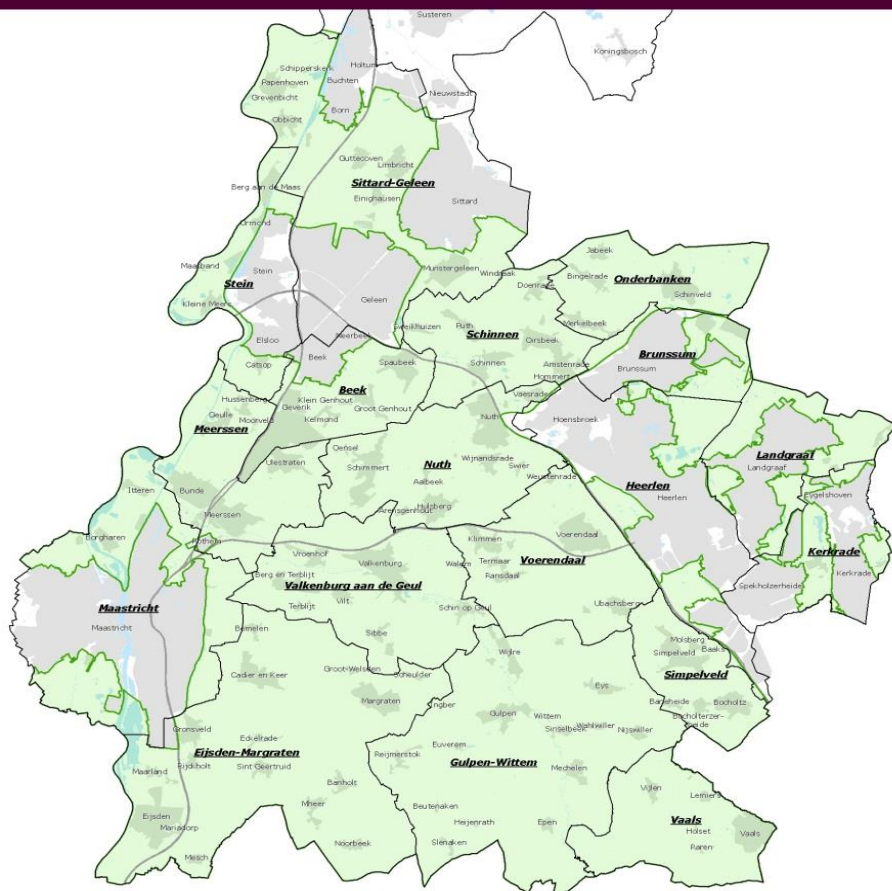 Susteren
Koningsbosch
Schipperskerk
Holtum
Papenhoven
Buchten
Nieuwstadt
Grevenbicht
Born
Obbicht
Guttecoven
Limbricht
Sittard-Geleen
Berg aan de Maas
Einighausen
Sittard
Urmond
Jabeek
Maasband
Stein
Munstergeleen
Windraak
Bingelrade
Onderbanken
Stein
Doenrade
Schinveld
Kleine Meers
Geleen
Elsloo
Neerbeek
Sweikhuizen
Puth
Schinnen
Merkelbeek
Oirsbeek
Brunssum
Catsop
Beek
Spaubeek
Schinnen
Amstenrade
Brunssum
Hommert
Hussenberg
Beek
Vaesrade
Geulle
Klein Genhout
Geverik
Groot Genhout
Moorveld
Kelmond
Nuth
Hoensbroek
Meerssen
Oensel
Landgraaf
Ulestraten
Schimmert
Nuth
Wijnandsrade
Swier
Landgraaf
Itteren
Bunde
Aalbeek
Weustenrade
Heerlen
Eygelshoven
Hulsberg
Heerlen
Arensgenhout
Meerssen
Borgharen
Rothem
Vroenhof
Klimmen
Voerendaal
Kerkrade
Valkenburg
Walem
Termaar
Voerendaal
Berg en Terblijt
Ransdaal
Kerkrade
Valkenburg aan de Geul
Spekholzerheide
Vilt
Terblijt
Schin op Geul
Ubachsberg
Maastricht
Maastricht
Bemelen
Sibbe
Molsberg
Simpelveld
Baaks
Wijlre
Groot-Welsden
Scheulder
Simpelveld
Cadier en Keer
Eys
Margraten
Ingber
Baneheide
Bocholtz
Gulpen
Wittem
Bocholterzer-
heide
Wahlwiller
Sinselbeek
Nijswiller
Gronsveld
Eckelrade
Euverem
Eijsden-Margraten
Reijmerstok
Gulpen-Wittem
Rijckholt
Sint Geertruid
Mechelen
Maarland
Banholt
Vijlen
Lemiers
Mheer
Beutenaken
Eijsden
Heijenrath
Epen
Vaals
Mariadorp
Holset
Vaals
Noorbeek
Slenaken
Raren
Mesch